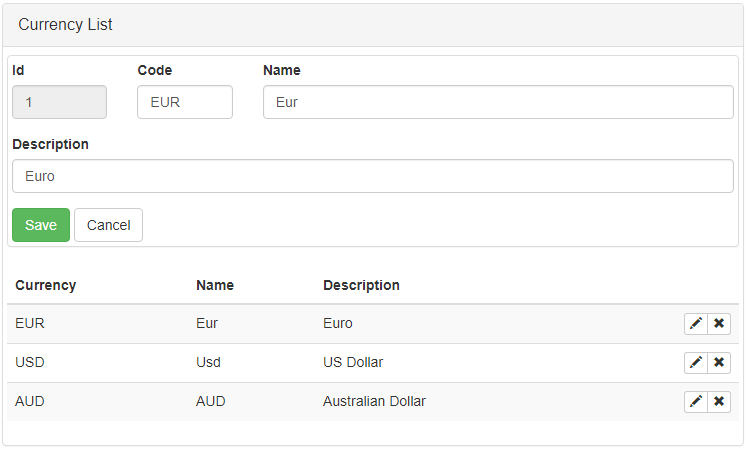 Currency List
Id Code Name
1 EUR Eur
Description
Euro
Save Cancel
Currency Name Description
EUR Eur Euro
USD Usd US Dollar
AUD AUD Australian Dollar